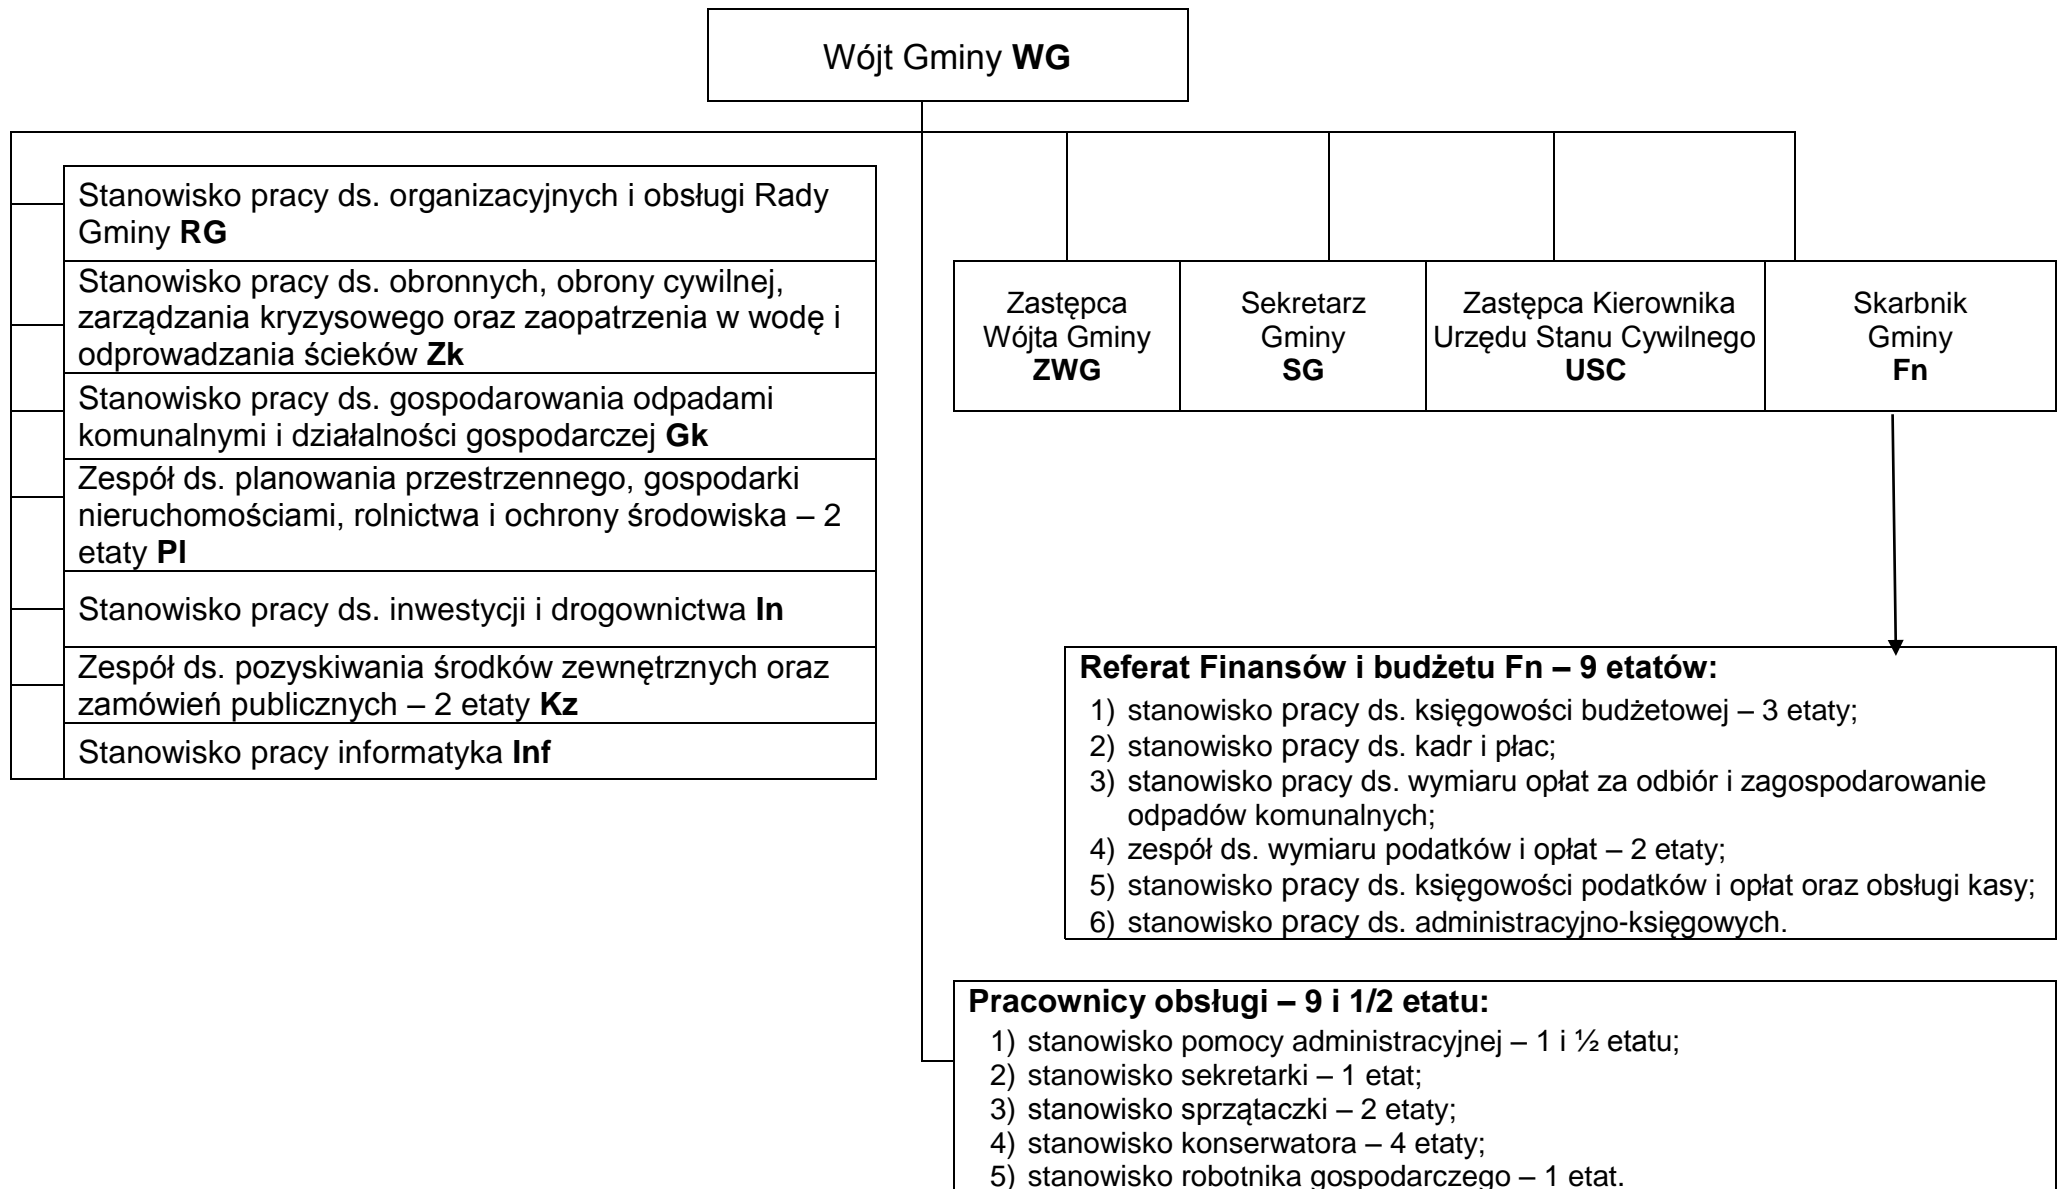 Wójt Gminy WG
Stanowisko pracy ds. organizacyjnych i obsługi Rady
Gminy RG
Stanowisko pracy ds. obronnych, obrony cywilnej,
zarządzania kryzysowego oraz zaopatrzenia w wodę i
odprowadzania ścieków Zk
Stanowisko pracy ds. gospodarowania odpadami
komunalnymi i działalności gospodarczej Gk
Zespół ds. planowania przestrzennego, gospodarki
nieruchomościami, rolnictwa i ochrony środowiska – 2
etaty Pl
Stanowisko pracy ds. inwestycji i drogownictwa In
Zespół ds. pozyskiwania środków zewnętrznych oraz
zamówień publicznych – 2 etaty Kz
Stanowisko pracy informatyka Inf
Zastępca
Wójta Gminy
ZWG
Sekretarz
Gminy
SG
Zastępca Kierownika
Urzędu Stanu Cywilnego
USC
Skarbnik
Gminy
Fn
Referat Finansów i budżetu Fn – 9 etatów:
1) stanowisko pracy ds. księgowości budżetowej – 3 etaty;
2) stanowisko pracy ds. kadr i płac;
3) stanowisko pracy ds. wymiaru opłat za odbiór i zagospodarowanie
odpadów komunalnych;
4) zespół ds. wymiaru podatków i opłat – 2 etaty;
5) stanowisko pracy ds. księgowości podatków i opłat oraz obsługi kasy;
6) stanowisko pracy ds. administracyjno-księgowych.
Pracownicy obsługi – 9 i 1/2 etatu:
1) stanowisko pomocy administracyjnej – 1 i ½ etatu;
2) stanowisko sekretarki – 1 etat;
3) stanowisko sprzątaczki – 2 etaty;
4) stanowisko konserwatora – 4 etaty;
5) stanowisko robotnika gospodarczego – 1 etat.